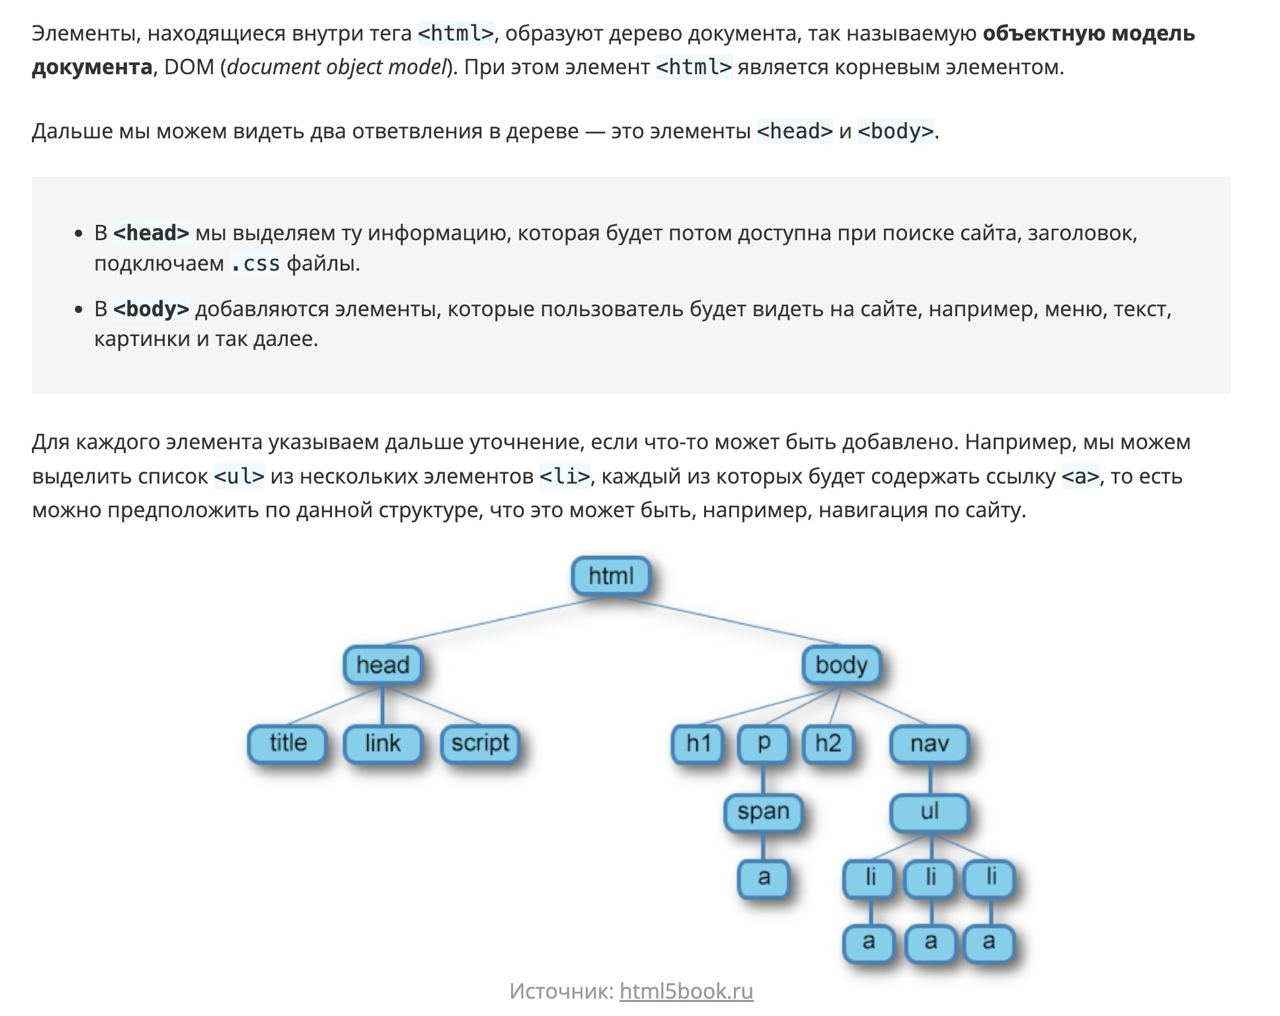 Элементы, находящиеся внутри тега <html>, образуют дерево документа, так называемую объектную модель
документа, DOM (document object model). При этом элемент <html> является корневым элементом.
Дальше мы можем видеть два ответвления в дереве — это элементы <head> и <body>.
• В <head> мы выделяем ту информацию, которая будет потом доступна при поиске сайта, заголовок,
подключаем .css файлы.
• В <body> добавляются элементы, которые пользователь будет видеть на сайте, например, меню, текст,
картинки и так далее.
Для каждого элемента указываем дальше уточнение, если что-то может быть добавлено. Например, мы можем
выделить список <ul> из нескольких элементов <li>, каждый из которых будет содержать ссылку <a>, то есть
можно предположить по данной структуре, что это может быть, например, навигация по сайту.
html
head body
title link script h1 p h2 nav
span ul
a li li li
a a a
Источник: html5book.ru